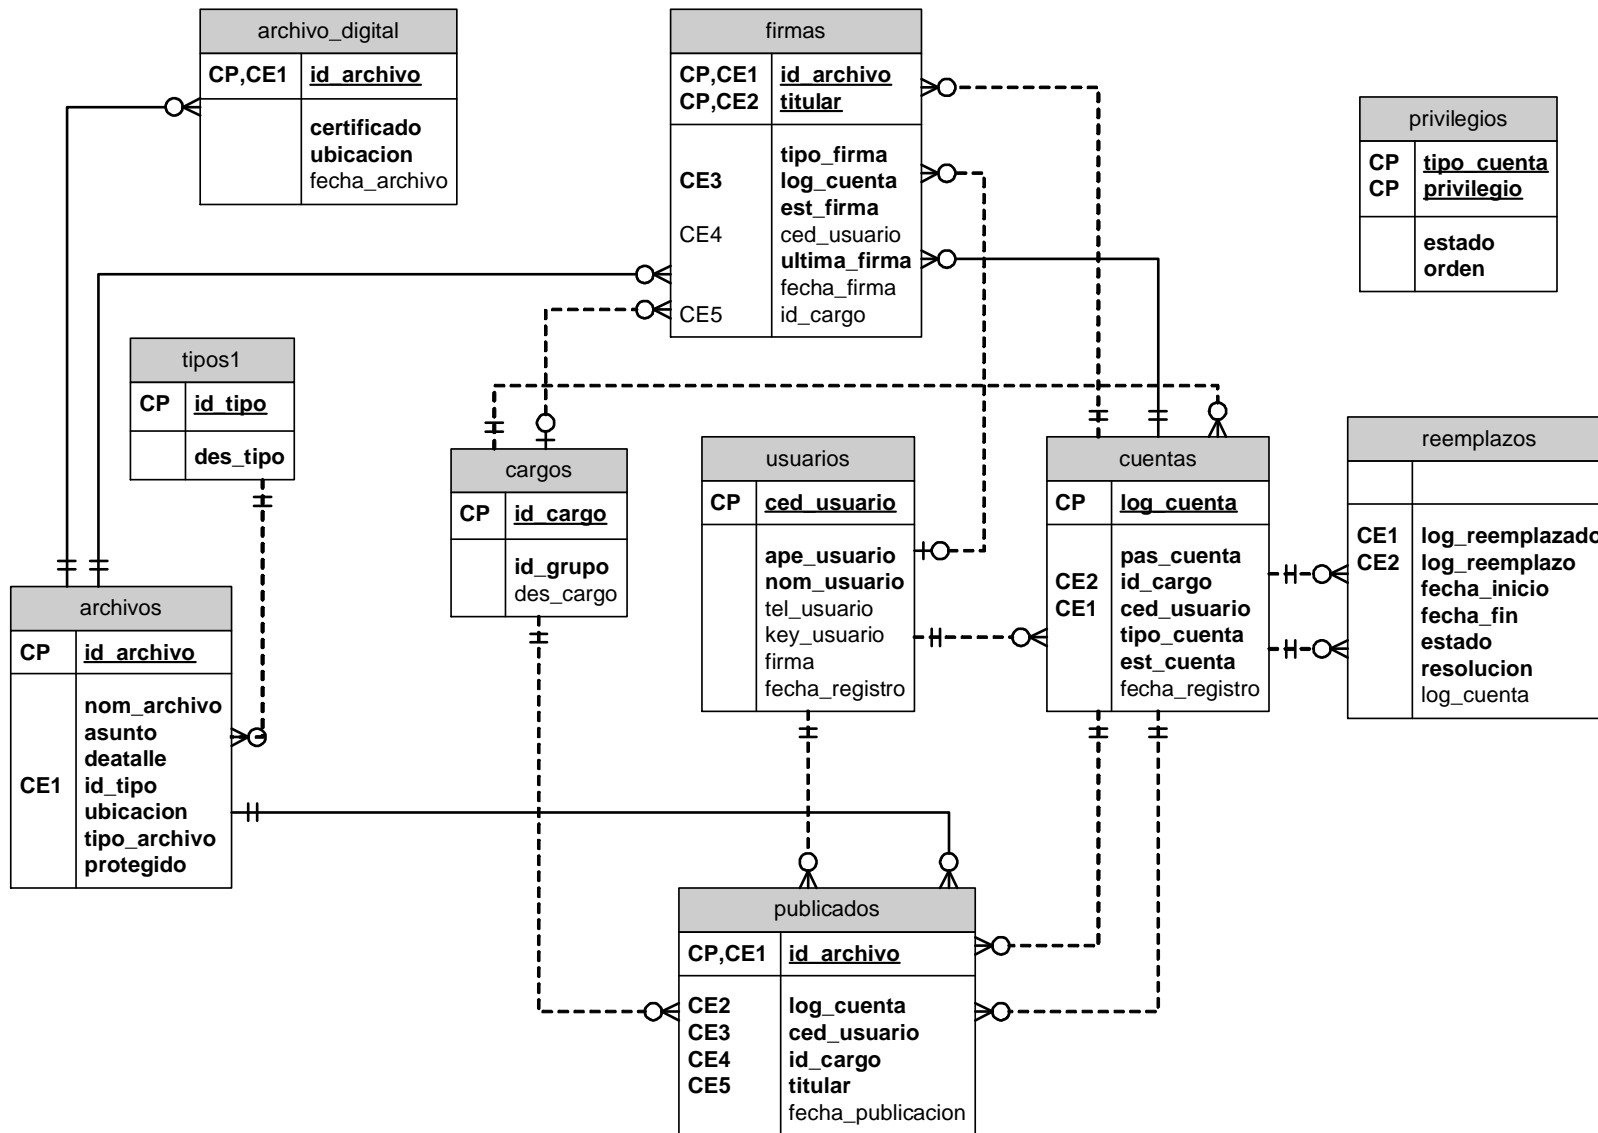 archivo_digital
CP,CE1 id_archivo
certificado
ubicacion
fecha_archivo
firmas
CP,CE1 id_archivo
CP,CE2 titular
tipo_firma
CE3 log_cuenta
est_firma
CE4 ced_usuario
ultima_firma
fecha_firma
CE5 id_cargo
privilegios
CP tipo_cuenta
CP privilegio
estado
orden
tipos1
CP id_tipo
des_tipo
cargos
CP id_cargo
id_grupo
des_cargo
usuarios
CP ced_usuario
ape_usuario
nom_usuario
tel_usuario
key_usuario
firma
fecha_registro
cuentas
CP log_cuenta
pas_cuenta
CE2 id_cargo
CE1 ced_usuario
tipo_cuenta
est_cuenta
fecha_registro
reemplazos
CE1 log_reemplazado
CE2 log_reemplazo
fecha_inicio
fecha_fin
estado
resolucion
log_cuenta
archivos
CP id_archivo
nom_archivo
asunto
deatalle
CE1 id_tipo
ubicacion
tipo_archivo
protegido
publicados
CP,CE1 id_archivo
CE2 log_cuenta
CE3 ced_usuario
CE4 id_cargo
CE5 titular
fecha_publicacion